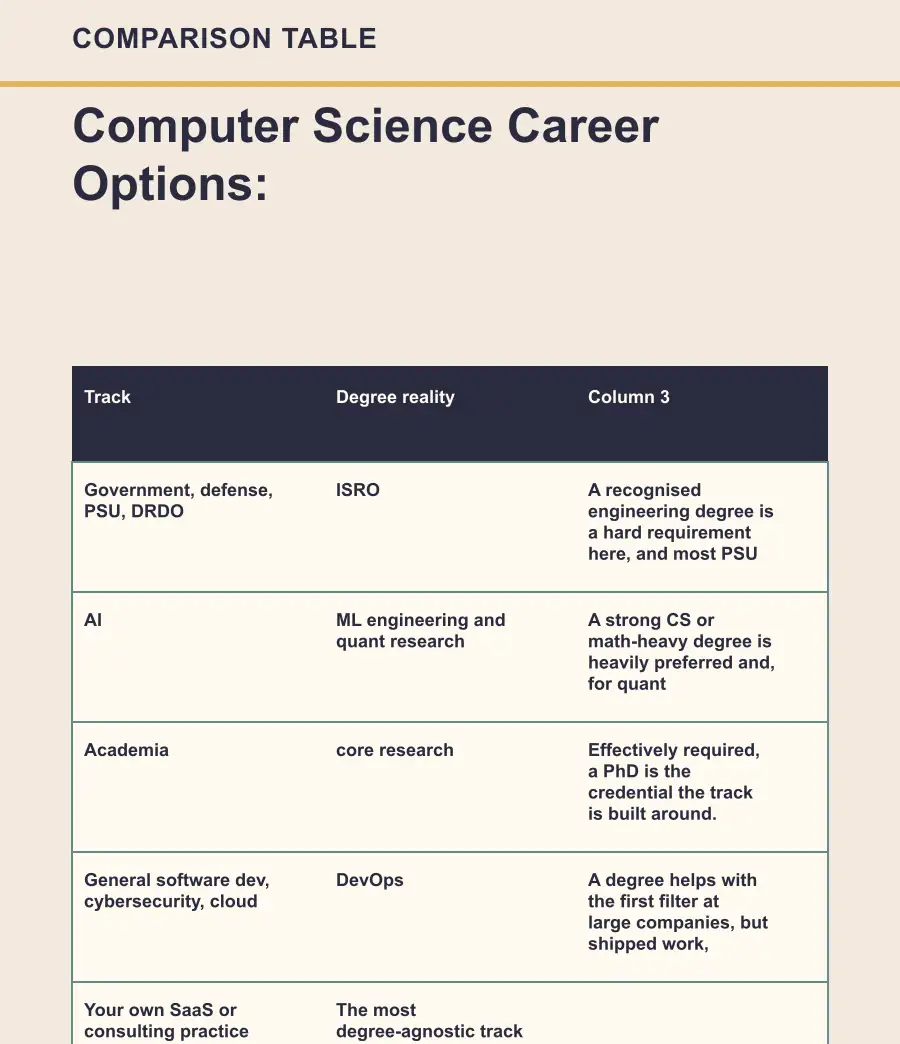 COMPARISON TABLE
Computer Science Career
Options:
Track
Degree reality
Column 3
Government, defense,
PSU, DRDO
ISRO
A recognised
engineering degree is
a hard requirement
here, and most PSU
AI
ML engineering and
quant research
A strong CS or
math-heavy degree is
heavily preferred and,
for quant
Academia
core research
Effectively required,
a PhD is the
credential the track
is built around.
General software dev,
cybersecurity, cloud
DevOps
A degree helps with
the first filter at
large companies, but
shipped work,
Your own SaaS or
consulting practice
The most
degree-agnostic track